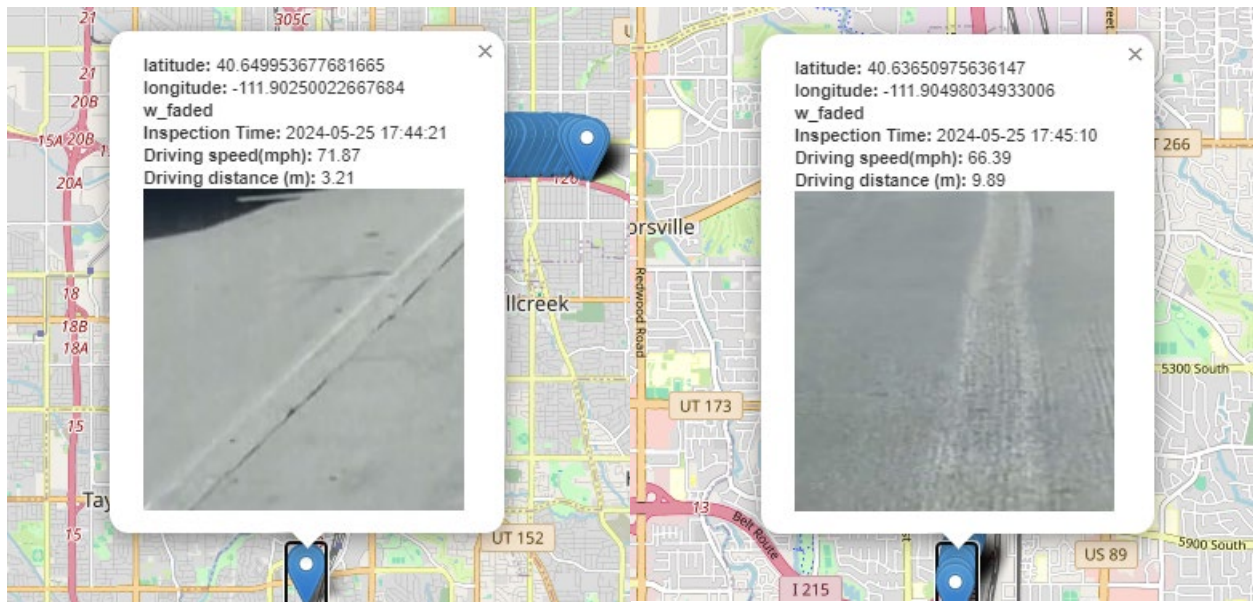 latitude: 40.649953677681665
longitude: -111.90250022667684
w_faded
Inspection Time: 2024-05-25 17:44:21
Driving speed(mph): 71.87
Driving distance (m): 3.21
×
305C
21
21
20B
15A
20B
20A
18
18B
18A
15
15
Tay
llcreek
UT 152
latitude: 40.63650975636147
longitude: -111.90498034933006
w_faded
Inspection Time: 2024-05-25 17:45:10
Driving speed(mph): 66.39
Driving distance (m): 9.89
×
orsville
Redwood Road
UT 173
13
Belt Route
I 215
reet
T 266
5300 South
5900 South
US 89